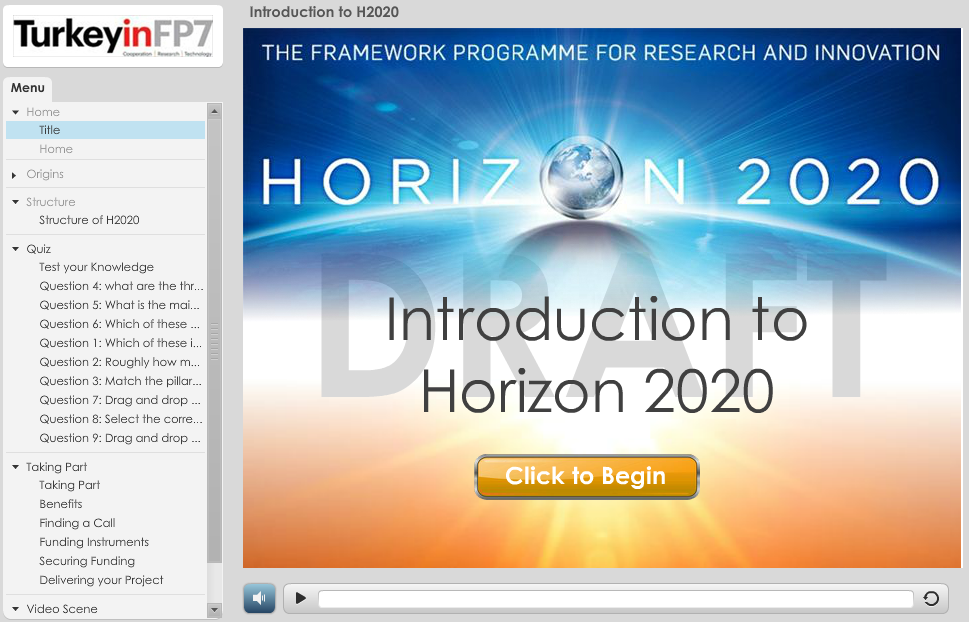 TurkeyinFP7
Cooperation | Research | Technology
Menu
Home
Title
Home
Origins
Structure
Structure of H2020
Quiz
Test your Knowledge
Question 4: what are the thr...
Question 5: What is the mai...
Question 6: Which of these ...
Question 1: Which of these i...
Question 2: Roughly how m...
Question 3: Match the pillar...
Question 7: Drag and drop ...
Question 8: Select the corre...
Question 9: Drag and drop ...
Taking Part
Taking Part
Benefits
Finding a Call
Funding Instruments
Securing Funding
Delivering your Project
Video Scene
Introduction to H2020
THE FRAMEWORK PROGRAMME FOR RESEARCH AND INNOVATION
HORIZON 2020
DRAFT
Introduction to
Horizon 2020
Click to Begin